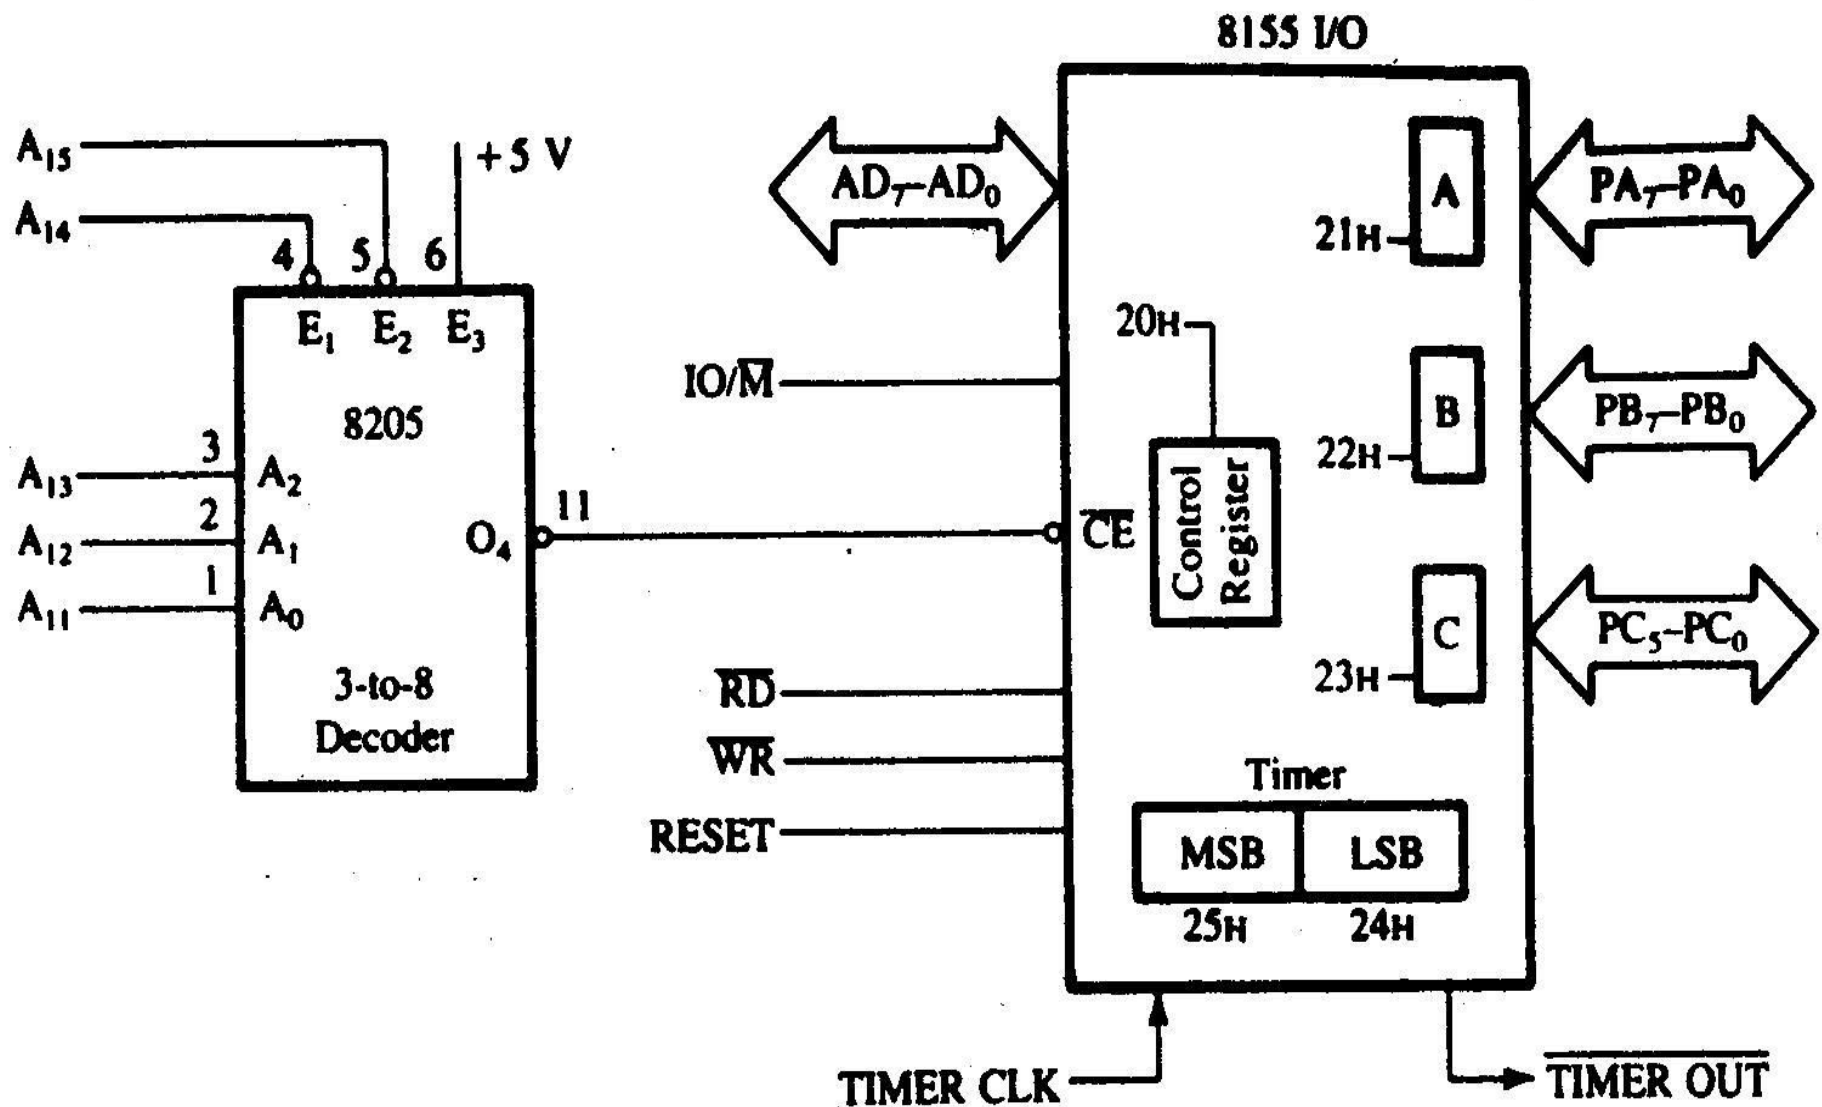 8155 I/O
A₁₅
+5 V
A₁₄
4 5 6
E₁ E₂ E₃
8205
A₁₃ 3 A₂
A₁₂ 2 A₁
A₁₁ 1 A₀
O₄ 11
3-to-8
Decoder
AD₇–AD₀
IO/M̅
C̅E̅
R̅D̅
W̅R̅
RESET
20H
Control
Register
A
21H
PA₇–PA₀
B
22H
PB₇–PB₀
C
23H
PC₅–PC₀
Timer
MSB LSB
25H 24H
TIMER CLK
T̅I̅M̅E̅R̅ O̅U̅T̅